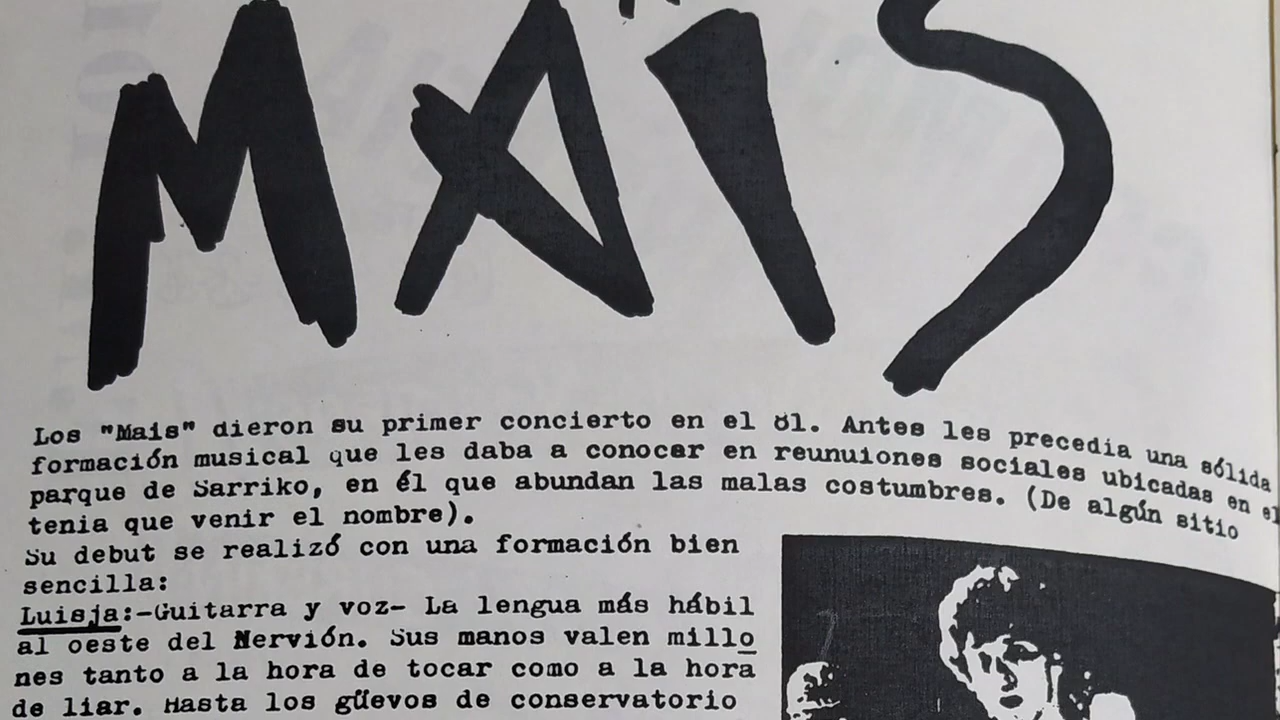 MAIS
Los "Mais" dieron su primer concierto en el 81. Antes les precedia una sólida
formación musical que les daba a conocer en reunuiones sociales ubicadas en el
parque de Sarriko, en él que abundan las malas costumbres. (De algún sitio
tenia que venir el nombre).
Su debut se realizó con una formación bien
sencilla:
Luisja:-Guitarra y voz- La lengua más hábil
al oeste del Nervión. Sus manos valen millo
nes tanto a la hora de tocar como a la hora
de liar. Hasta los güevos de conservatorio